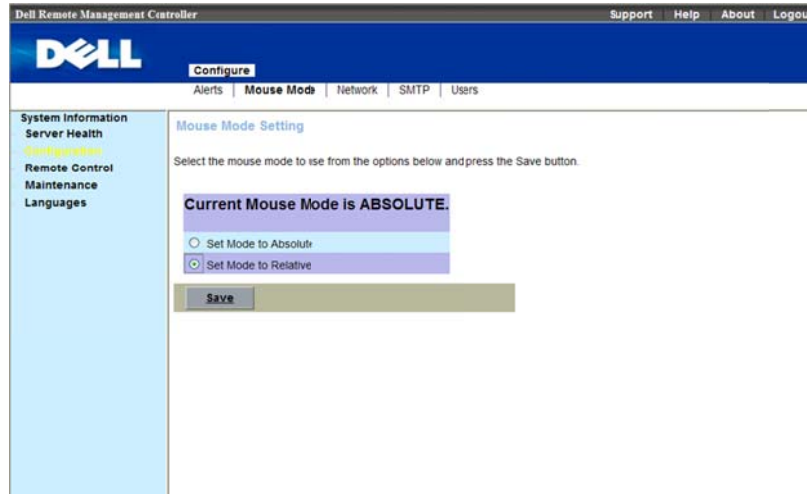 Dell Remote Management Controller
Support Help About Logou
DELL
Configure
Alerts | Mouse Mode | Network | SMTP | Users
System Information
Server Health
Configuration
Remote Control
Maintenance
Languages
Mouse Mode Setting
Select the mouse mode to use from the options below and press the Save button.
Current Mouse Mode is ABSOLUTE.
Set Mode to Absolute
Set Mode to Relative
Save